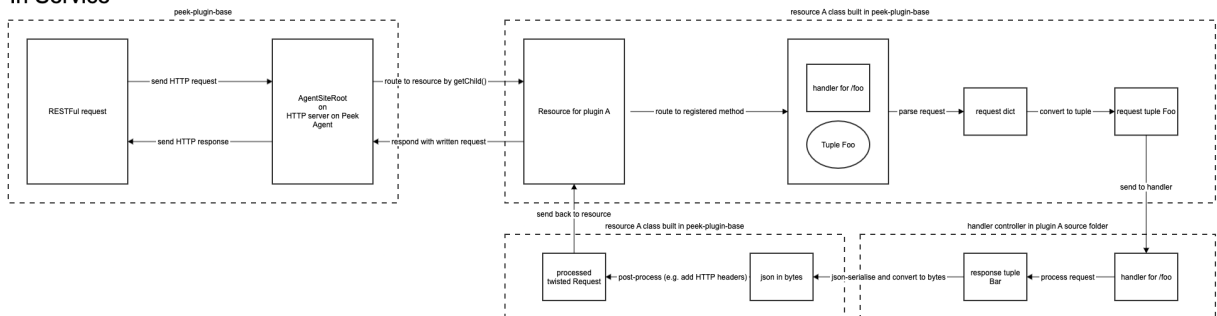 In Service
peek-plugin-base
resource A class built in peek-plugin-base
RESTFul request
send HTTP request
send HTTP response
AgentSiteRoot
on
HTTP server on Peek
Agent
route to resource by getChild()
respond with written request
Resource for plugin A
route to registered method
handler for /foo
Tuple Foo
parse request
request dict
convert to tuple
request tuple Foo
send to handler
send back to resource
resource A class built in peek-plugin-base
handler controller in plugin A source folder
processed
twisted Request
post-process (e.g. add HTTP headers)
json in bytes
json-serialise and convert to bytes
response tuple
Bar
process request
handler for /foo